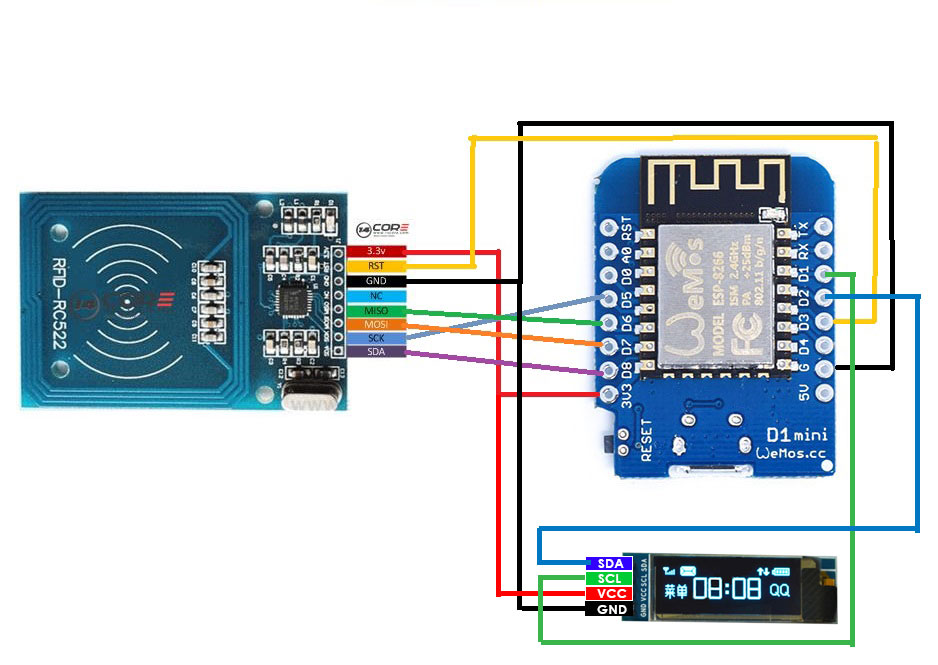 14CORE
3.3v
RST
GND
NC
MISO
MOSI
SCK
SDA
RFID-RC522
CORE
RST
A0
D0
D5
D6
D7
D8
3V3
TX
RX
D1
D2
D3
D4
G
5V
WeMos
MODEL ESP-8266
ISM 2.4GHz
PA +25dBm
802.11b/g/n
FC
RESET
D1 mini
WeMos.cc
SDA
SCL
VCC
GND
GND VCC SCL SDA
菜单 08:08 QQ